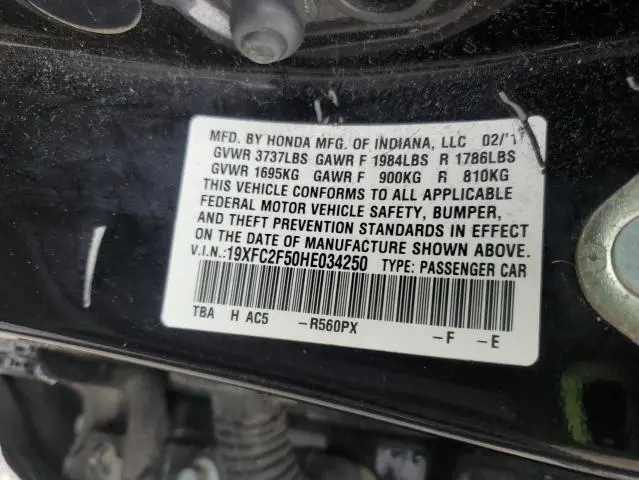 MFD. BY HONDA MFG. OF INDIANA, LLC 02/1
GVWR 3737LBS GAWR F 1984LBS R 1786LBS
GVWR 1695KG GAWR F 900KG R 810KG
THIS VEHICLE CONFORMS TO ALL APPLICABLE
FEDERAL MOTOR VEHICLE SAFETY, BUMPER,
AND THEFT PREVENTION STANDARDS IN EFFECT
ON THE DATE OF MANUFACTURE SHOWN ABOVE.
V.I.N.:19XFC2F50HE034250 TYPE: PASSENGER CAR
TBA H AC5 -R560PX -F -E